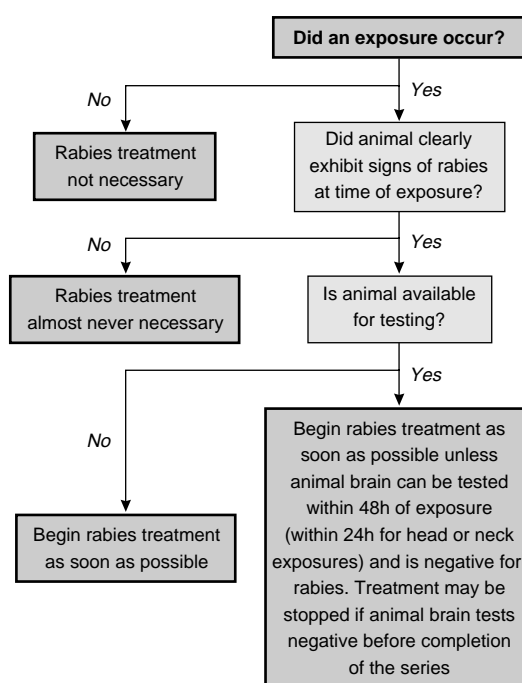 Did an exposure occur?
No
Yes
Rabies treatment
not necessary
Did animal clearly
exhibit signs of rabies
at time of exposure?
No
Yes
Rabies treatment
almost never necessary
Is animal available
for testing?
No
Yes
Begin rabies treatment
as soon as possible
Begin rabies treatment as
soon as possible unless
animal brain can be tested
within 48h of exposure
(within 24h for head or neck
exposures) and is negative for
rabies. Treatment may be
stopped if animal brain tests
negative before completion
of the series